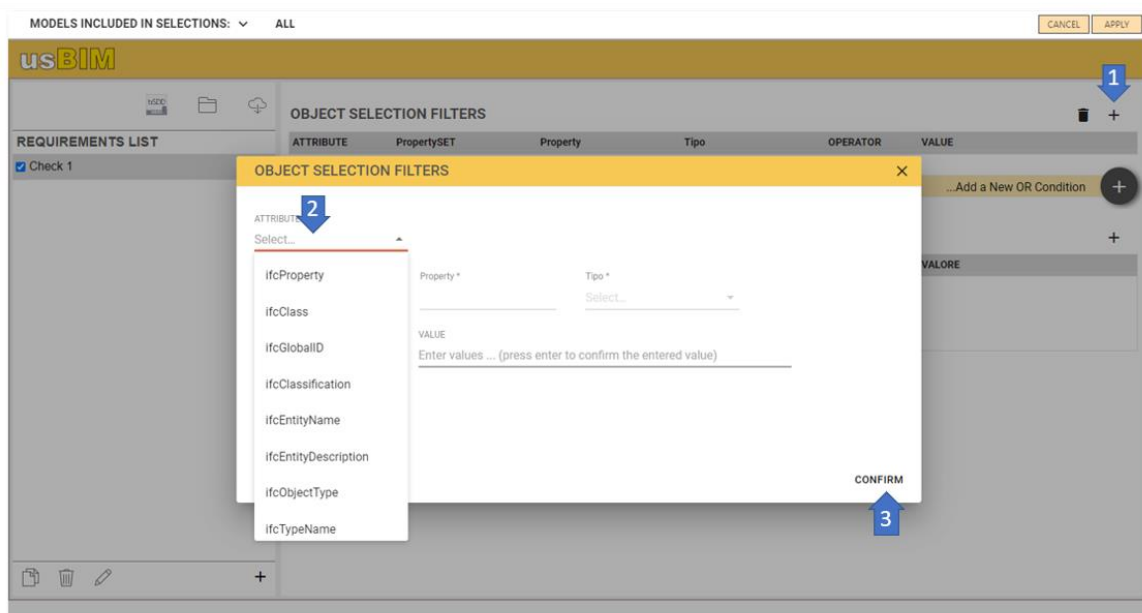 MODELS INCLUDED IN SELECTIONS: ALL
CANCEL APPLY
usBIM
1
bSDD
OBJECT SELECTION FILTERS
REQUIREMENTS LIST
ATTRIBUTE PropertySET Property Tipo OPERATOR VALUE
Check 1
OBJECT SELECTION FILTERS
...Add a New OR Condition
2
ATTRIBUTE
Select...
VALORE
ifcProperty
Property * Tipo *
Select...
ifcClass
VALUE
ifcGlobalID
Enter values ... (press enter to confirm the entered value)
ifcClassification
ifcEntityName
ifcEntityDescription
CONFIRM
ifcObjectType
3
ifcTypeName